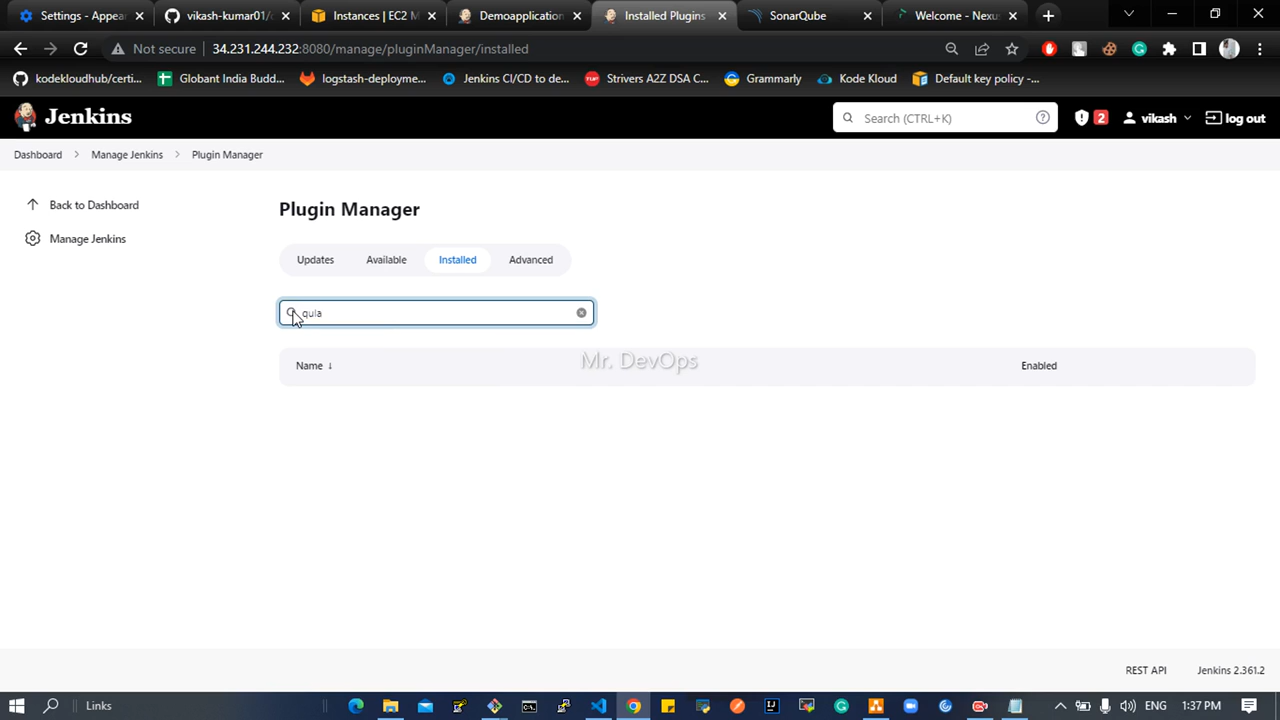 Settings - Appea
vikash-kumar01/c
Instances | EC2 M
Demoapplication
Installed Plugins
SonarQube
Welcome - Nexus
Not secure
34.231.244.232:8080/manage/pluginManager/installed
kodekloudhub/certi...
Globant India Budd...
logstash-deployme...
Jenkins CI/CD to de...
TUF
Strivers A2Z DSA C...
Grammarly
Kode Kloud
Default key policy -...
Jenkins
Search (CTRL+K)
2
vikash
log out
Dashboard
Manage Jenkins
Plugin Manager
Back to Dashboard
Manage Jenkins
Plugin Manager
Updates
Available
Installed
Advanced
qula
Name ↓
Enabled
Mr. DevOps
REST API
Jenkins 2.361.2
Links
ENG
1:37 PM